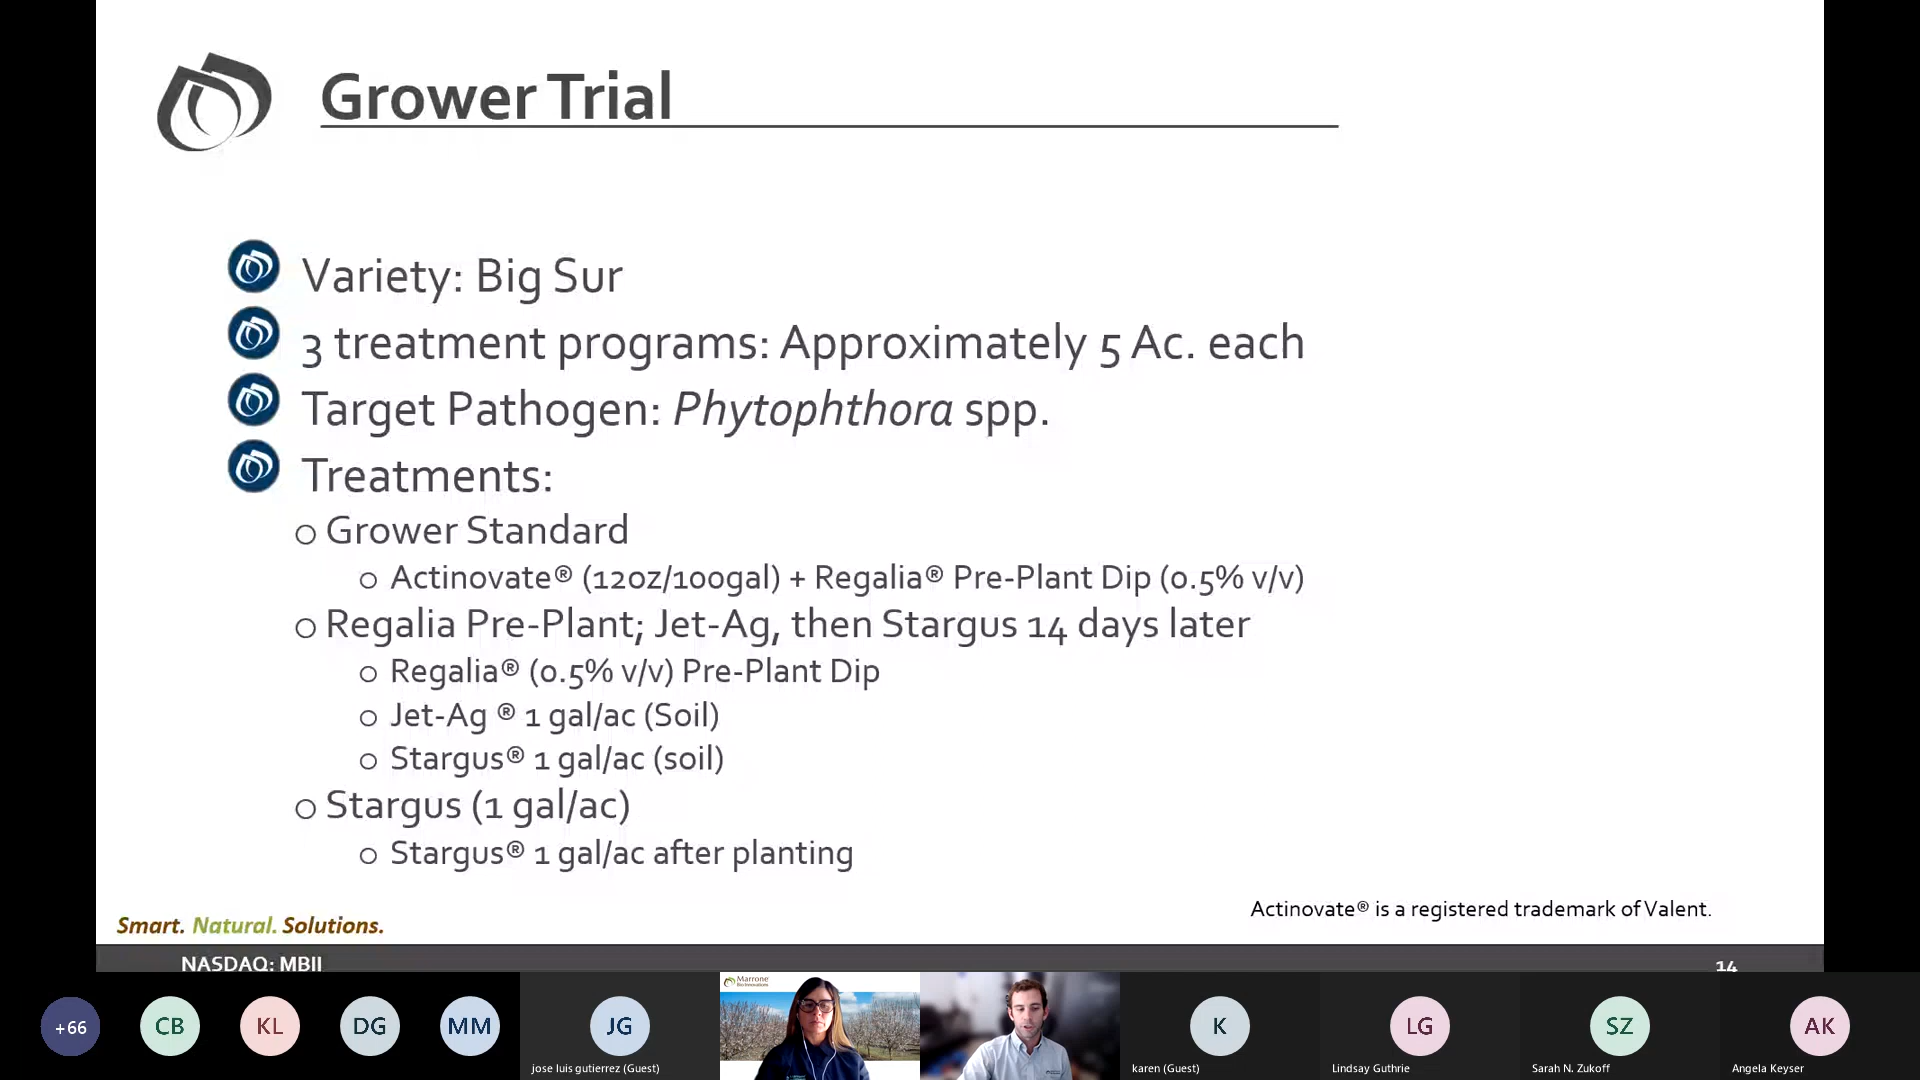 Grower Trial
Variety: Big Sur
3 treatment programs: Approximately 5 Ac. each
Target Pathogen: Phytophthora spp.
Treatments:
o Grower Standard
o Actinovate® (12oz/100gal) + Regalia® Pre-Plant Dip (0.5% v/v)
o Regalia Pre-Plant; Jet-Ag, then Stargus 14 days later
o Regalia® (0.5% v/v) Pre-Plant Dip
o Jet-Ag ® 1 gal/ac (Soil)
o Stargus® 1 gal/ac (soil)
o Stargus (1 gal/ac)
o Stargus® 1 gal/ac after planting
Actinovate® is a registered trademark of Valent.
Smart. Natural. Solutions.
NASDAQ: MBII 14
Marrone
Bio Innovations
+66 CB KL DG MM JG K LG SZ AK
jose luis gutierrez (Guest) karen (Guest) Lindsay Guthrie Sarah N. Zukoff Angela Keyser